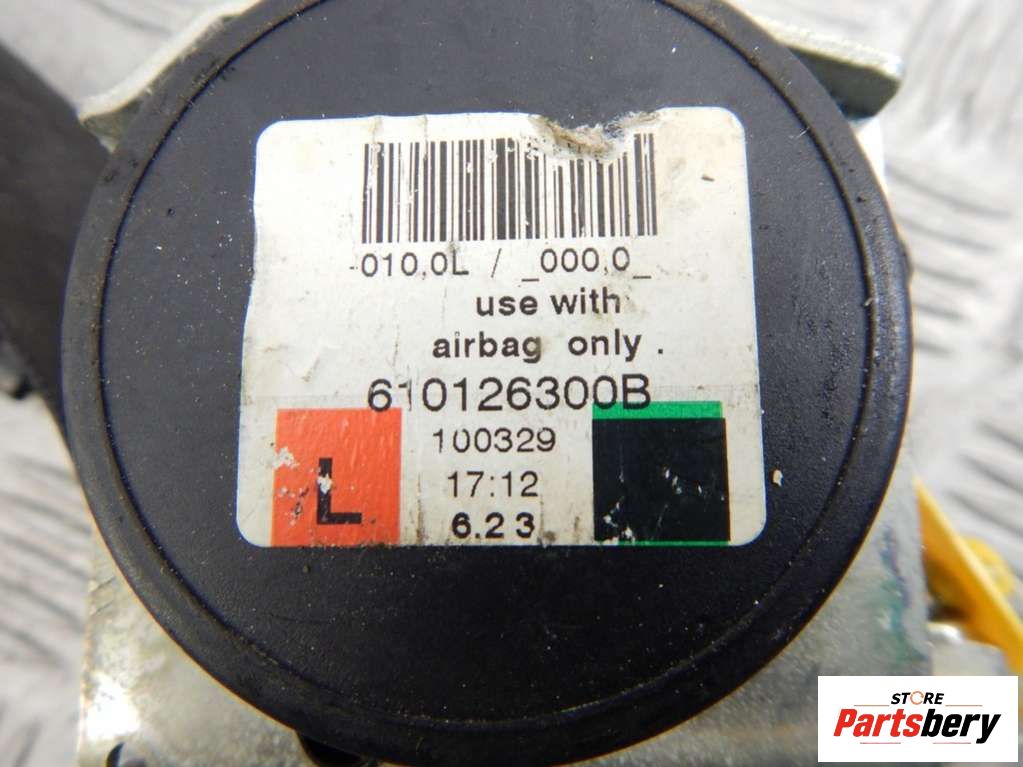 -010,0L / _000,0_
use with
airbag only .
610126300B
100329
17:12
L
6.23
STORE
Partsbery